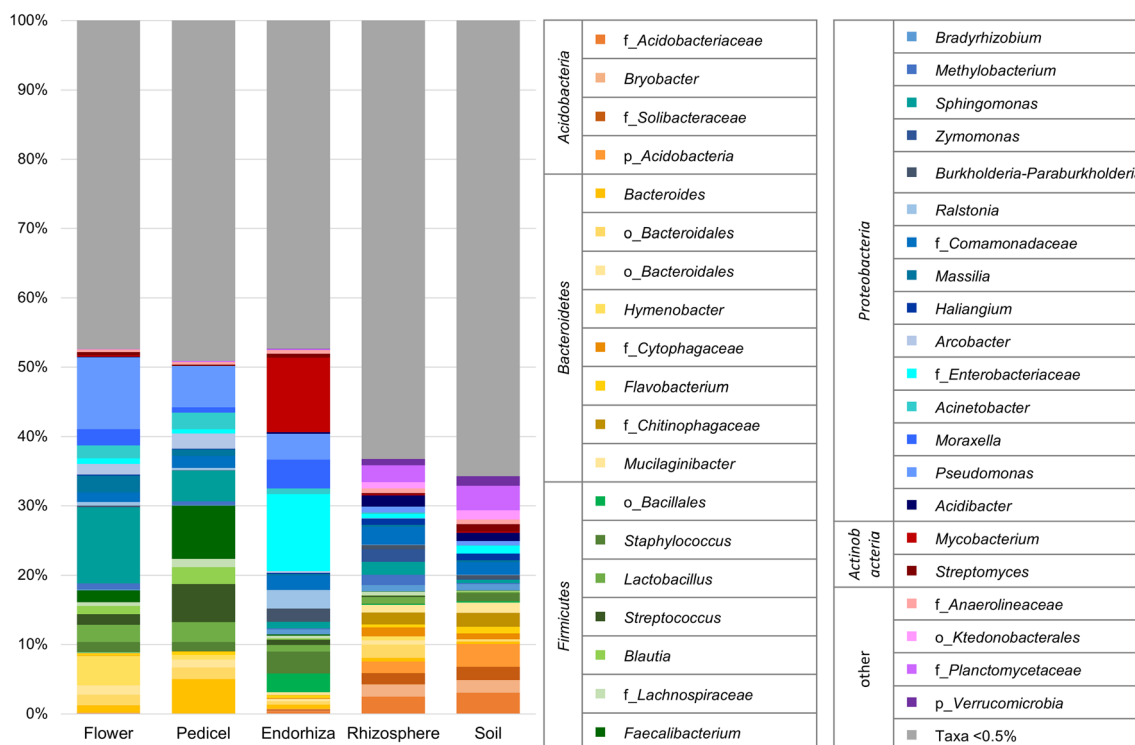 100%
90%
80%
70%
60%
50%
40%
30%
20%
10%
0%
Flower
Pedicel
Endorhiza
Rhizosphere
Soil
Acidobacteria
f_Acidobacteriaceae
Bryobacter
f_Solibacteraceae
p_Acidobacteria
Bacteroidetes
Bacteroides
o_Bacteroidales
o_Bacteroidales
Hymenobacter
f_Cytophagaceae
Flavobacterium
f_Chitinophagaceae
Mucilaginibacter
Firmicutes
o_Bacillales
Staphylococcus
Lactobacillus
Streptococcus
Blautia
f_Lachnospiraceae
Faecalibacterium
Proteobacteria
Bradyrhizobium
Methylobacterium
Sphingomonas
Zymomonas
Burkholderia-Paraburkholderia
Ralstonia
f_Comamonadaceae
Massilia
Haliangium
Arcobacter
f_Enterobacteriaceae
Acinetobacter
Moraxella
Pseudomonas
Acidibacter
Actinob
acteria
Mycobacterium
Streptomyces
other
f_Anaerolineaceae
o_Ktedonobacterales
f_Planctomycetaceae
p_Verrucomicrobia
Taxa <0.5%